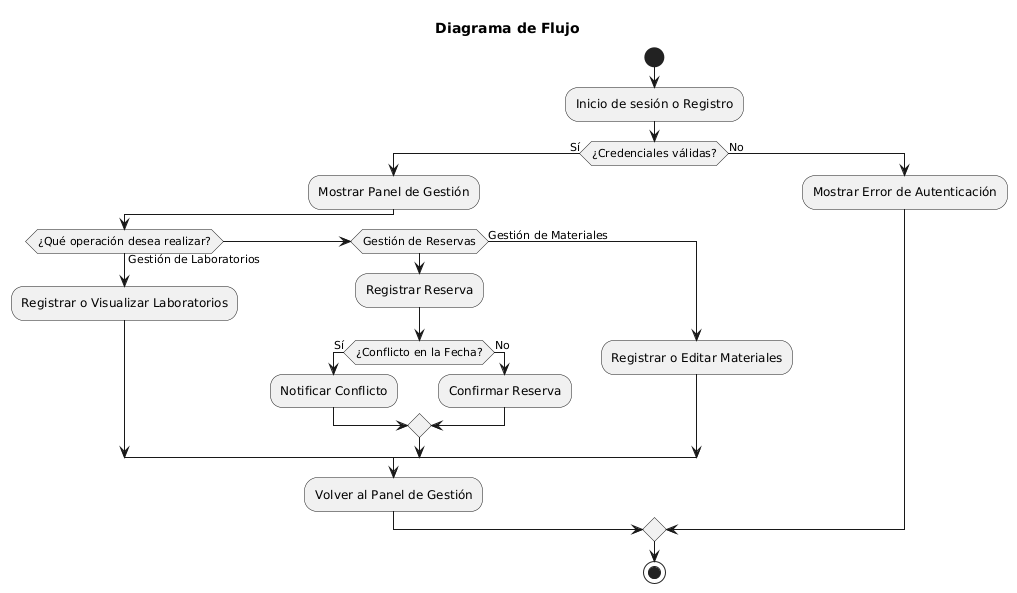 Diagrama de Flujo
Inicio de sesión o Registro
Sí
¿Credenciales válidas?
No
Mostrar Panel de Gestión
Mostrar Error de Autenticación
¿Qué operación desea realizar?
Gestión de Laboratorios
Gestión de Reservas
Gestión de Materiales
Registrar o Visualizar Laboratorios
Registrar Reserva
Sí
¿Conflicto en la Fecha?
No
Registrar o Editar Materiales
Notificar Conflicto
Confirmar Reserva
Volver al Panel de Gestión